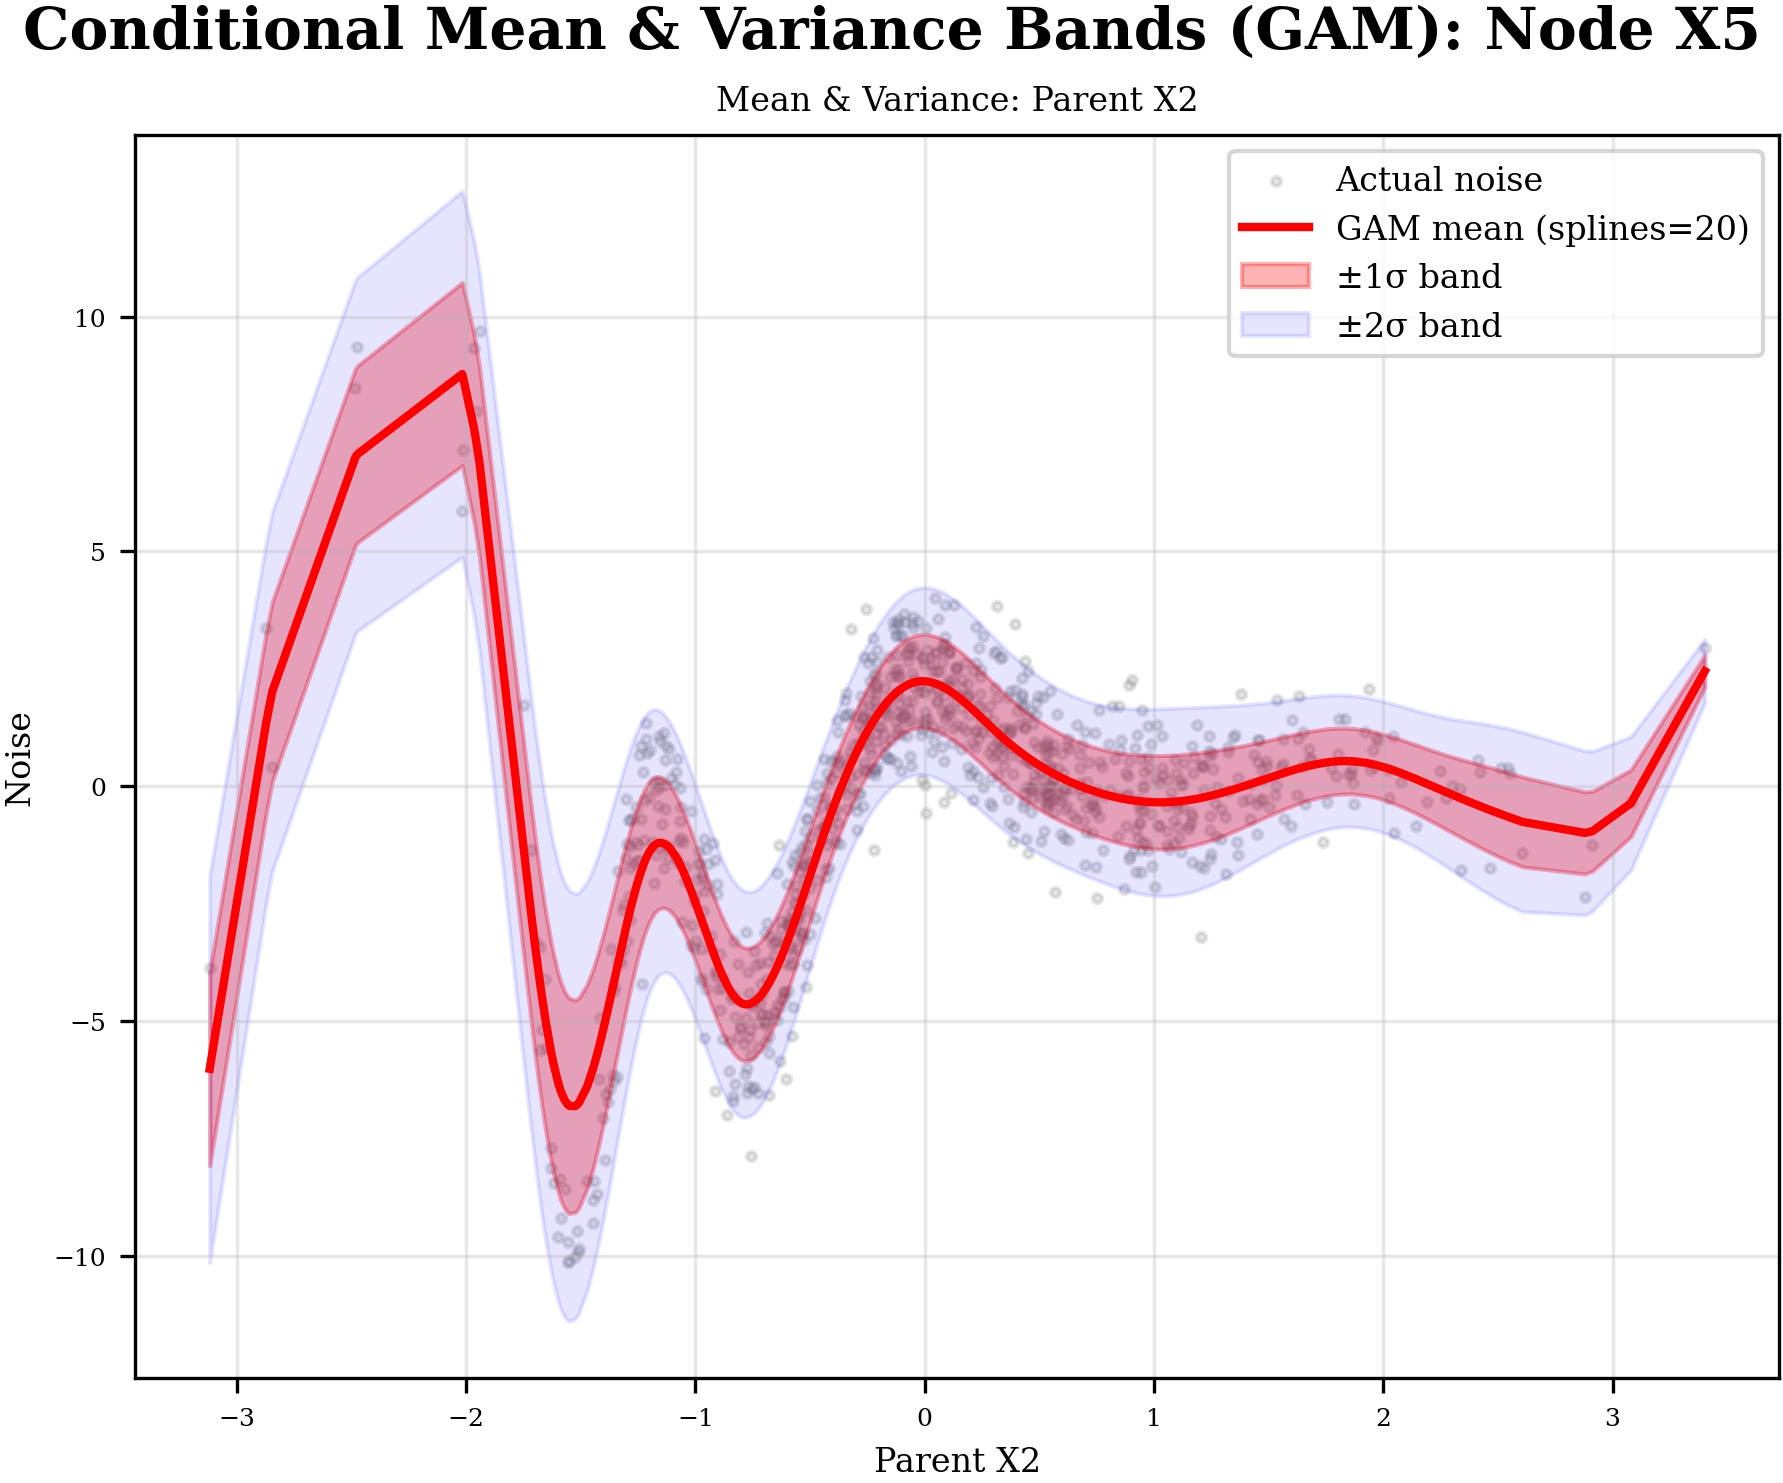 Conditional Mean & Variance Bands (GAM): Node X5
Mean & Variance: Parent X2
Actual noise
GAM mean (splines=20)
±1σ band
±2σ band
Noise
10
5
0
−5
−10
−3
−2
−1
0
1
2
3
Parent X2